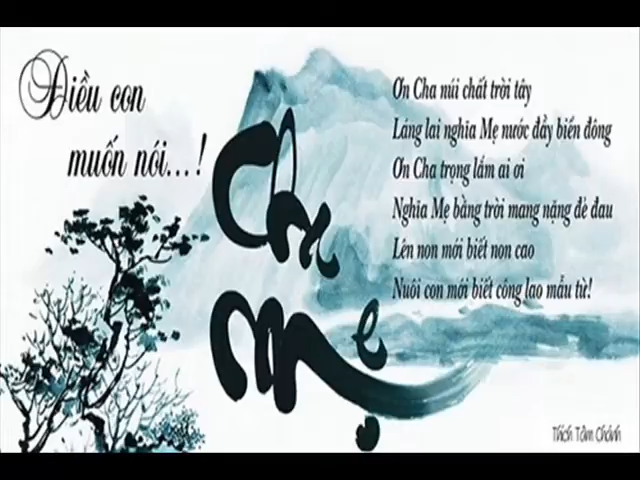 Điều con
muốn nói...!
Cha
Mẹ
Ơn Cha núi chất trời tây
Láng lai nghĩa Mẹ nước đầy biển đông
Ơn Cha trọng lắm ai ơi
Nghĩa Mẹ bằng trời mang nặng đẻ đau
Lên non mới biết non cao
Nuôi con mới biết công lao mẫu từ!
Thích Tâm Chánh